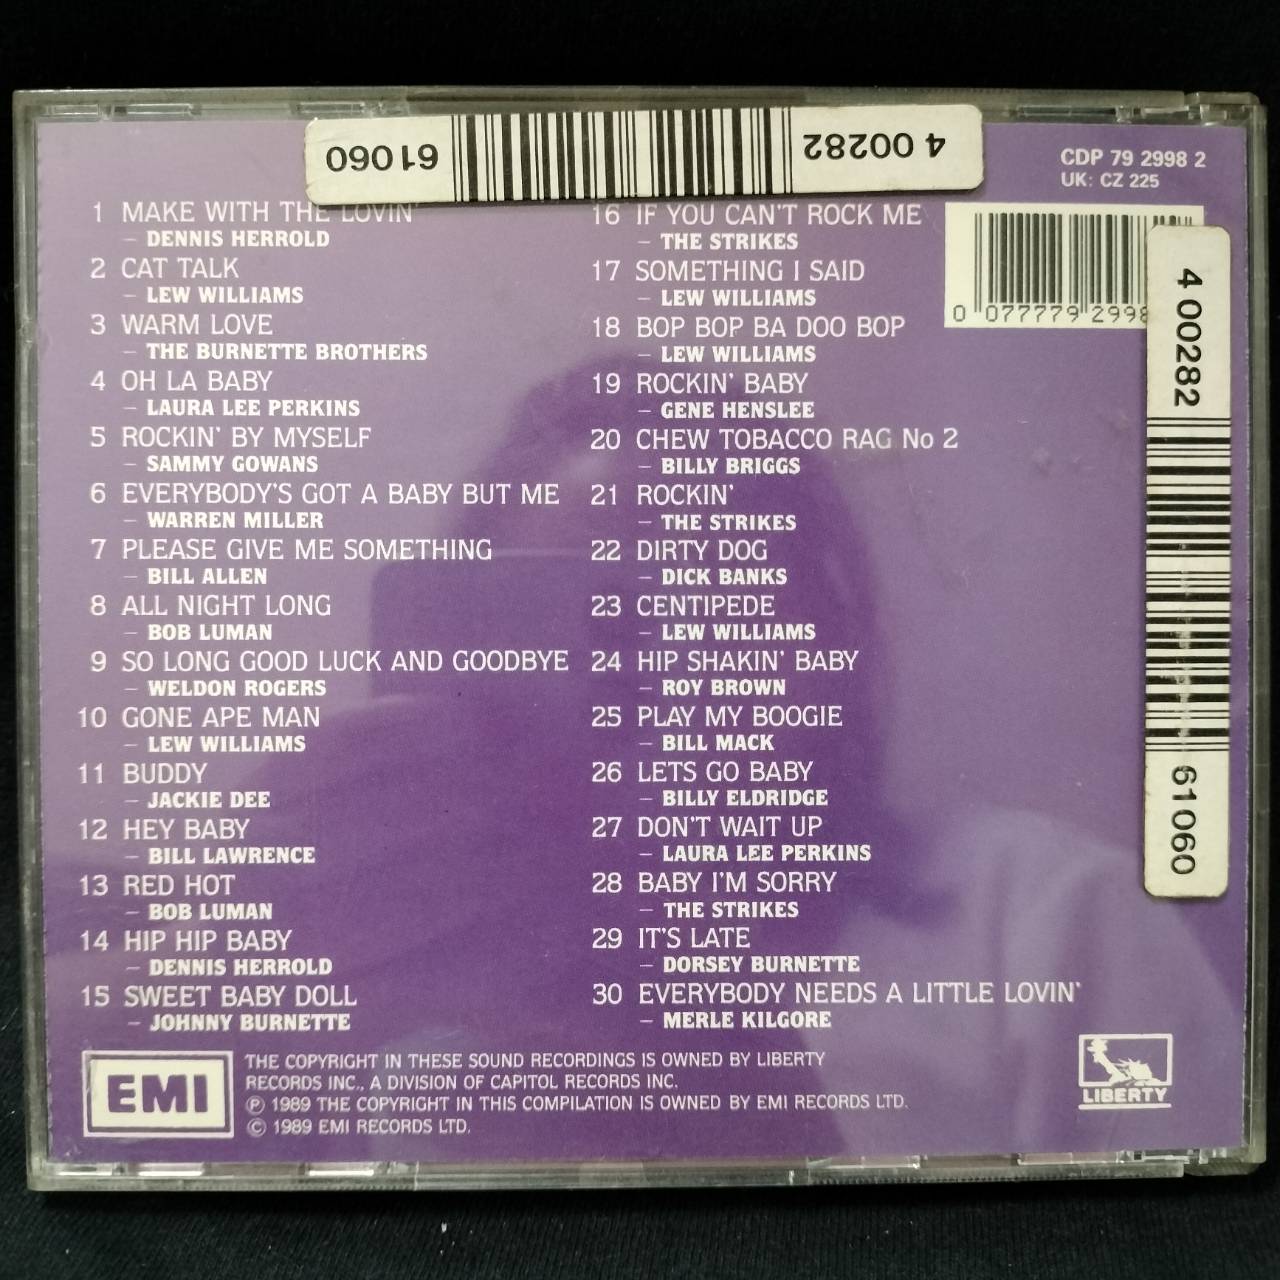 61060
4 00282
CDP 79 2998 2
UK: CZ 225
0 077779 2998
4 00282
61060
1 MAKE WITH THE LOVIN'
– DENNIS HERROLD
2 CAT TALK
– LEW WILLIAMS
3 WARM LOVE
– THE BURNETTE BROTHERS
4 OH LA BABY
– LAURA LEE PERKINS
5 ROCKIN' BY MYSELF
– SAMMY GOWANS
6 EVERYBODY'S GOT A BABY BUT ME
– WARREN MILLER
7 PLEASE GIVE ME SOMETHING
– BILL ALLEN
8 ALL NIGHT LONG
– BOB LUMAN
9 SO LONG GOOD LUCK AND GOODBYE
– WELDON ROGERS
10 GONE APE MAN
– LEW WILLIAMS
11 BUDDY
– JACKIE DEE
12 HEY BABY
– BILL LAWRENCE
13 RED HOT
– BOB LUMAN
14 HIP HIP BABY
– DENNIS HERROLD
15 SWEET BABY DOLL
– JOHNNY BURNETTE
16 IF YOU CAN'T ROCK ME
– THE STRIKES
17 SOMETHING I SAID
– LEW WILLIAMS
18 BOP BOP BA DOO BOP
– LEW WILLIAMS
19 ROCKIN' BABY
– GENE HENSLEE
20 CHEW TOBACCO RAG No 2
– BILLY BRIGGS
21 ROCKIN'
– THE STRIKES
22 DIRTY DOG
– DICK BANKS
23 CENTIPEDE
– LEW WILLIAMS
24 HIP SHAKIN' BABY
– ROY BROWN
25 PLAY MY BOOGIE
– BILL MACK
26 LETS GO BABY
– BILLY ELDRIDGE
27 DON'T WAIT UP
– LAURA LEE PERKINS
28 BABY I'M SORRY
– THE STRIKES
29 IT'S LATE
– DORSEY BURNETTE
30 EVERYBODY NEEDS A LITTLE LOVIN'
– MERLE KILGORE
EMI
THE COPYRIGHT IN THESE SOUND RECORDINGS IS OWNED BY LIBERTY
RECORDS INC., A DIVISION OF CAPITOL RECORDS INC.
℗ 1989 THE COPYRIGHT IN THIS COMPILATION IS OWNED BY EMI RECORDS LTD.
© 1989 EMI RECORDS LTD.
LIBERTY